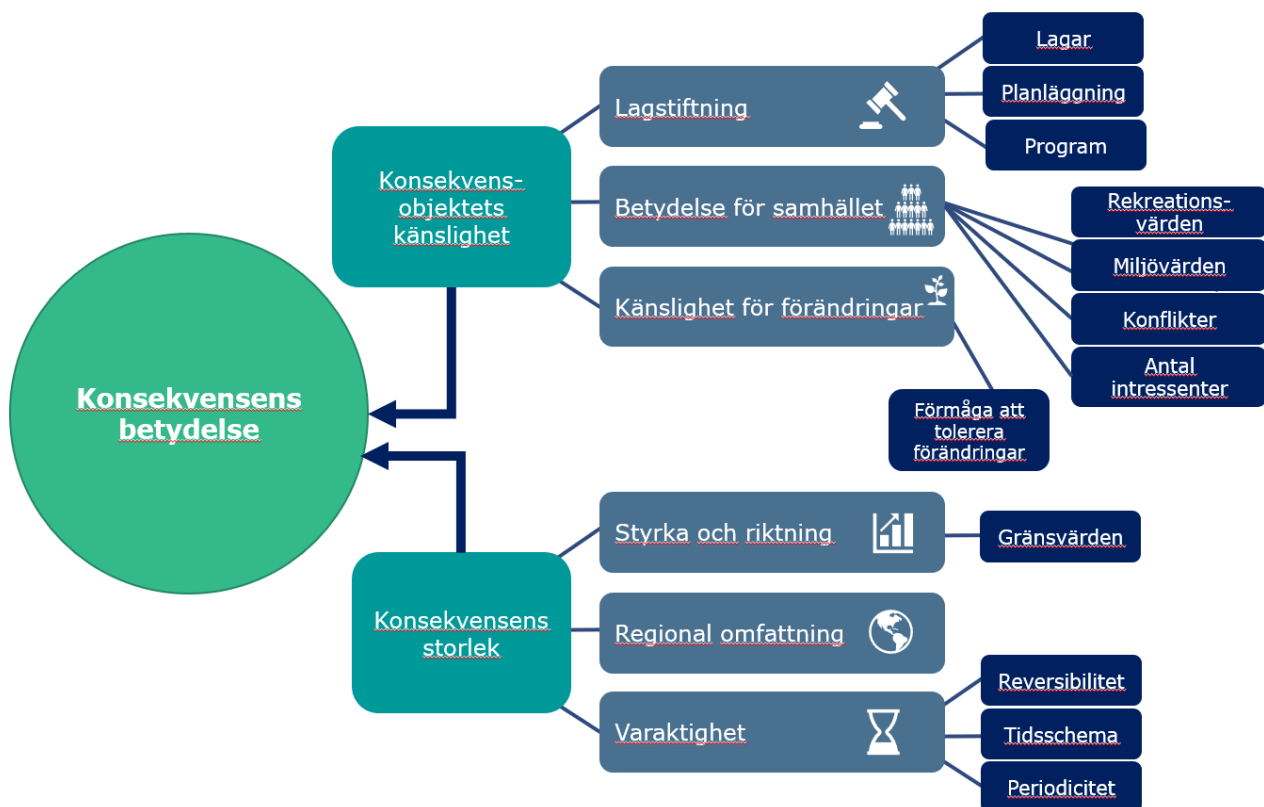 Konsekvensens
betydelse
Konsekvens-
objektets
känslighet
Lagstiftning
Lagar
Planläggning
Program
Betydelse för samhället
Rekreations-
värden
Miljövärden
Konflikter
Antal
intressenter
Känslighet för förändringar
Förmåga att
tolerera
förändringar
Konsekvensens
storlek
Styrka och riktning
Gränsvärden
Regional omfattning
Varaktighet
Reversibilitet
Tidsschema
Periodicitet